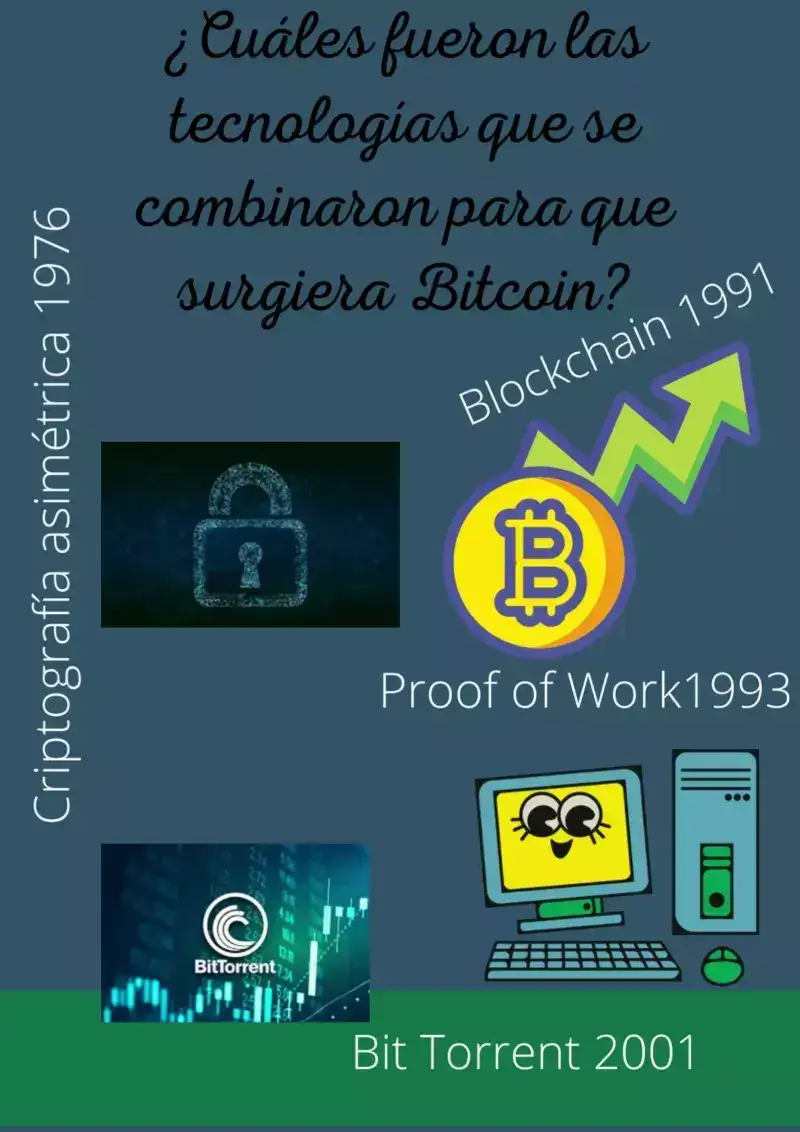 ¿Cuáles fueron las
tecnologías que se
combinaron para que
surgiera Bitcoin?
Criptografía asimétrica 1976
Blockchain 1991
Proof of Work1993
BitTorrent
Bit Torrent 2001